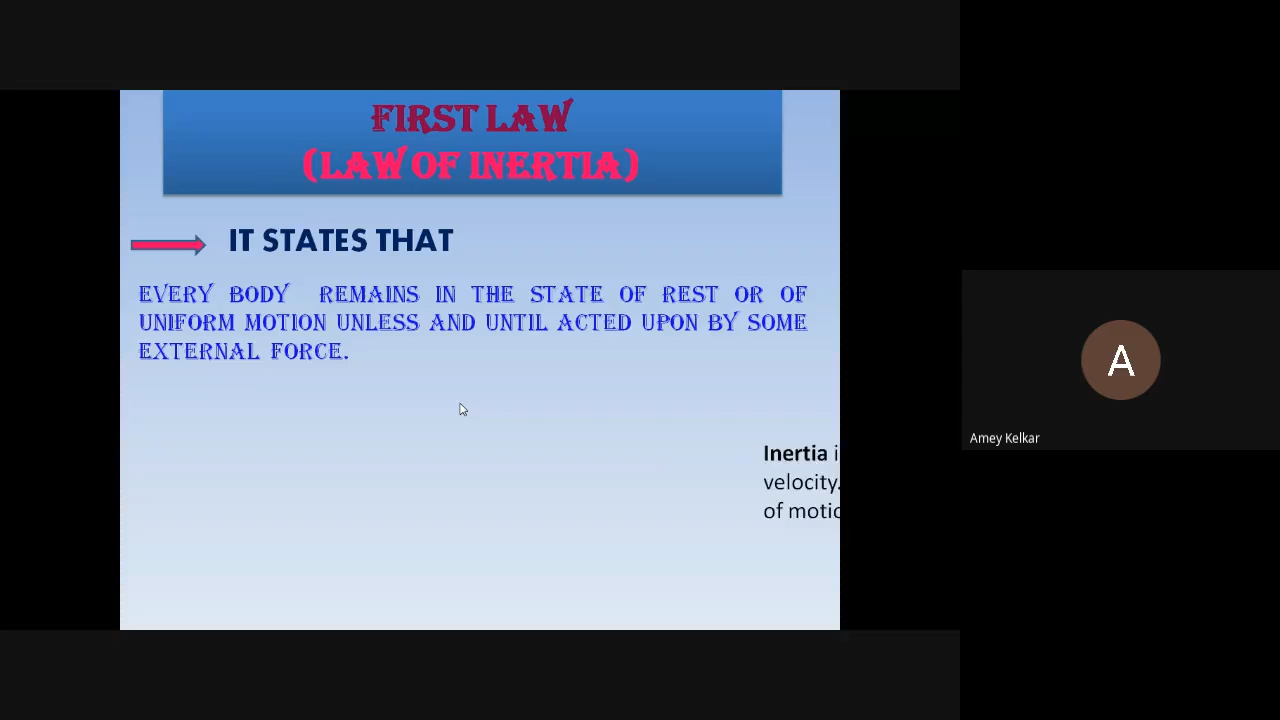 FIRST LAW
(LAW OF INERTIA)
IT STATES THAT
EVERY BODY REMAINS IN THE STATE OF REST OR OF
UNIFORM MOTION UNLESS AND UNTIL ACTED UPON BY SOME
EXTERNAL FORCE.
Inertia
velocity.
of
A
Amey Kelkar